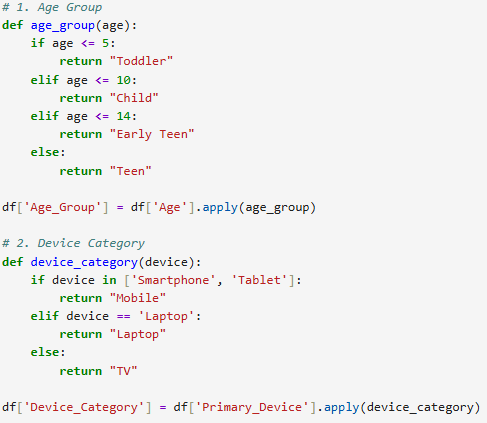 # 1. Age Group
def age_group(age):
    if age <= 5:
        return "Toddler"
    elif age <= 10:
        return "Child"
    elif age <= 14:
        return "Early Teen"
    else:
        return "Teen"

df['Age_Group'] = df['Age'].apply(age_group)

# 2. Device Category
def device_category(device):
    if device in ['Smartphone', 'Tablet']:
        return "Mobile"
    elif device == 'Laptop':
        return "Laptop"
    else:
        return "TV"

df['Device_Category'] = df['Primary_Device'].apply(device_category)